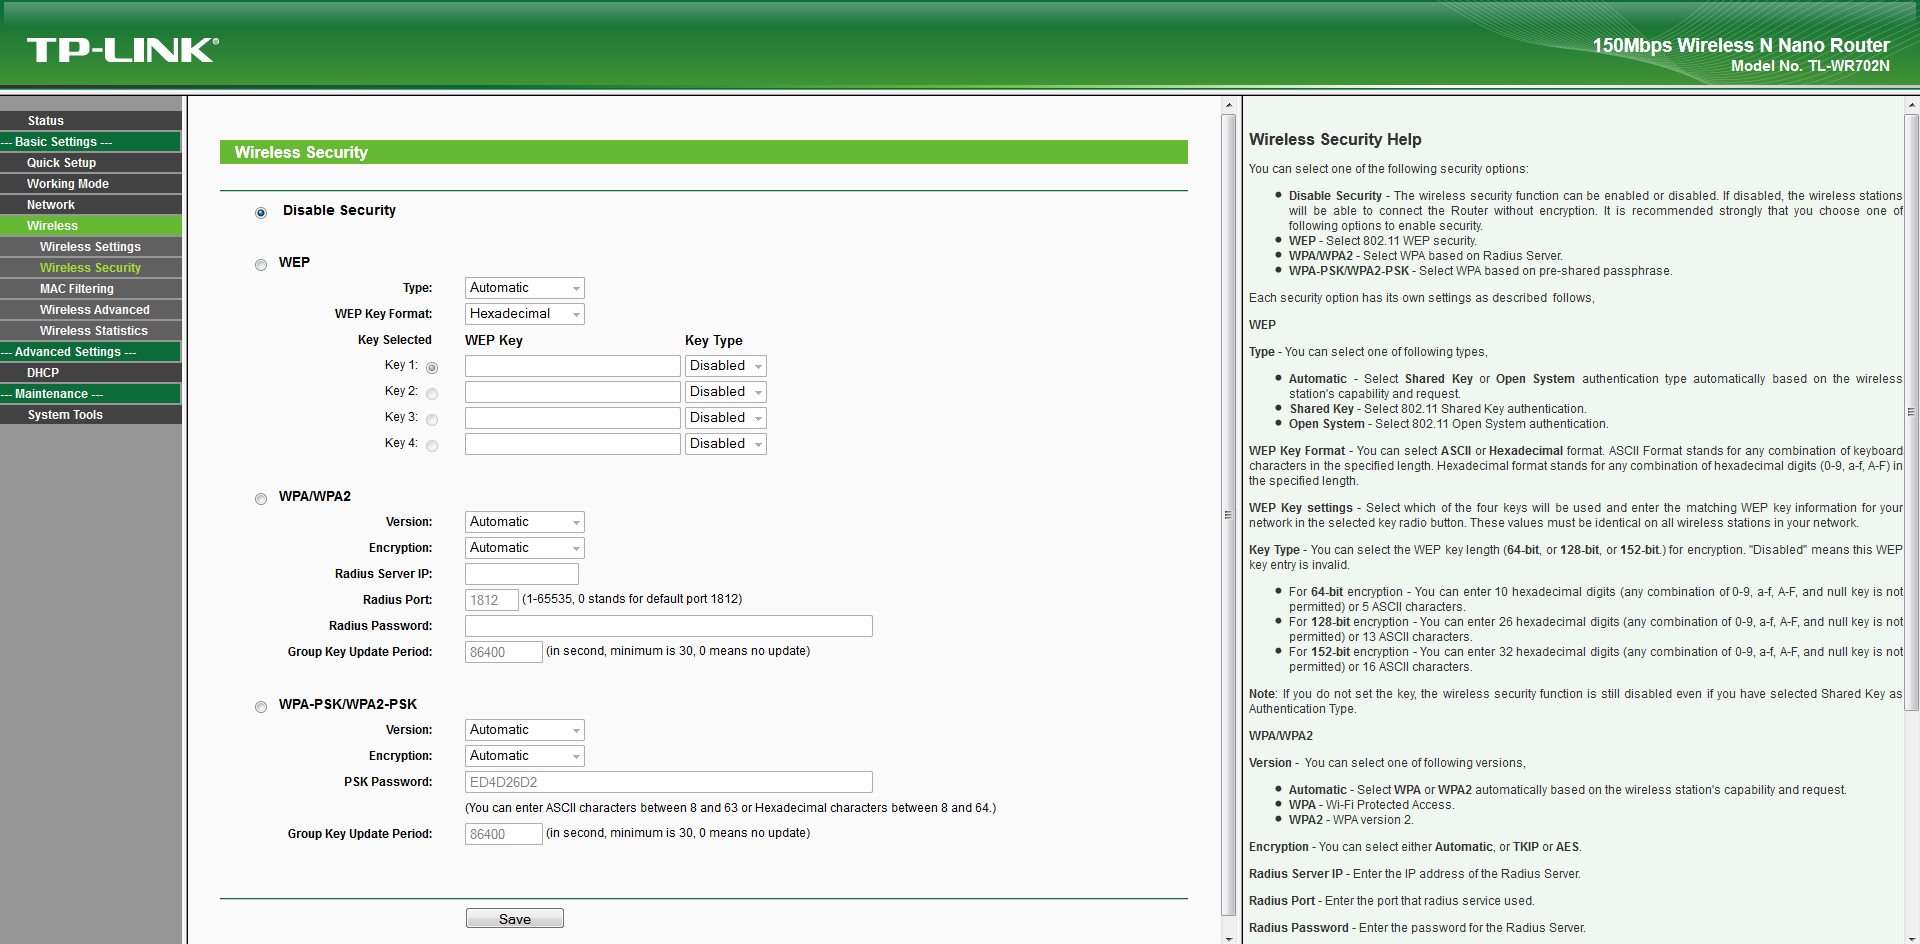 TP-LINK®
150Mbps Wireless N Nano Router
Model No. TL-WR702N
Status
--- Basic Settings ---
Quick Setup
Working Mode
Network
Wireless
Wireless Settings
Wireless Security
MAC Filtering
Wireless Advanced
Wireless Statistics
--- Advanced Settings ---
DHCP
--- Maintenance ---
System Tools
Wireless Security
Disable Security
WEP
Type: Automatic
WEP Key Format: Hexadecimal
Key Selected WEP Key Key Type
Key 1: Disabled
Key 2: Disabled
Key 3: Disabled
Key 4: Disabled
WPA/WPA2
Version: Automatic
Encryption: Automatic
Radius Server IP:
Radius Port: 1812 (1-65535, 0 stands for default port 1812)
Radius Password:
Group Key Update Period: 86400 (in second, minimum is 30, 0 means no update)
WPA-PSK/WPA2-PSK
Version: Automatic
Encryption: Automatic
PSK Password: ED4D26D2
(You can enter ASCII characters between 8 and 63 or Hexadecimal characters between 8 and 64.)
Group Key Update Period: 86400 (in second, minimum is 30, 0 means no update)
Save
Wireless Security Help
You can select one of the following security options:
Disable Security - The wireless security function can be enabled or disabled. If disabled, the wireless stations
will be able to connect the Router without encryption. It is recommended strongly that you choose one of
following options to enable security.
WEP - Select 802.11 WEP security.
WPA/WPA2 - Select WPA based on Radius Server.
WPA-PSK/WPA2-PSK - Select WPA based on pre-shared passphrase.
Each security option has its own settings as described follows,
WEP
Type - You can select one of following types,
Automatic - Select Shared Key or Open System authentication type automatically based on the wireless
station's capability and request.
Shared Key - Select 802.11 Shared Key authentication.
Open System - Select 802.11 Open System authentication.
WEP Key Format - You can select ASCII or Hexadecimal format. ASCII Format stands for any combination of keyboard
characters in the specified length. Hexadecimal format stands for any combination of hexadecimal digits (0-9, a-f, A-F) in
the specified length.
WEP Key settings - Select which of the four keys will be used and enter the matching WEP key information for your
network in the selected key radio button. These values must be identical on all wireless stations in your network.
Key Type - You can select the WEP key length (64-bit, or 128-bit, or 152-bit.) for encryption. "Disabled" means this WEP
key entry is invalid.
For 64-bit encryption - You can enter 10 hexadecimal digits (any combination of 0-9, a-f, A-F, and null key is not
permitted) or 5 ASCII characters.
For 128-bit encryption - You can enter 26 hexadecimal digits (any combination of 0-9, a-f, A-F, and null key is not
permitted) or 13 ASCII characters.
For 152-bit encryption - You can enter 32 hexadecimal digits (any combination of 0-9, a-f, A-F, and null key is not
permitted) or 16 ASCII characters.
Note: If you do not set the key, the wireless security function is still disabled even if you have selected Shared Key as
Authentication Type.
WPA/WPA2
Version - You can select one of following versions,
Automatic - Select WPA or WPA2 automatically based on the wireless station's capability and request.
WPA - Wi-Fi Protected Access.
WPA2 - WPA version 2.
Encryption - You can select either Automatic, or TKIP or AES.
Radius Server IP - Enter the IP address of the Radius Server.
Radius Port - Enter the port that radius service used.
Radius Password - Enter the password for the Radius Server.